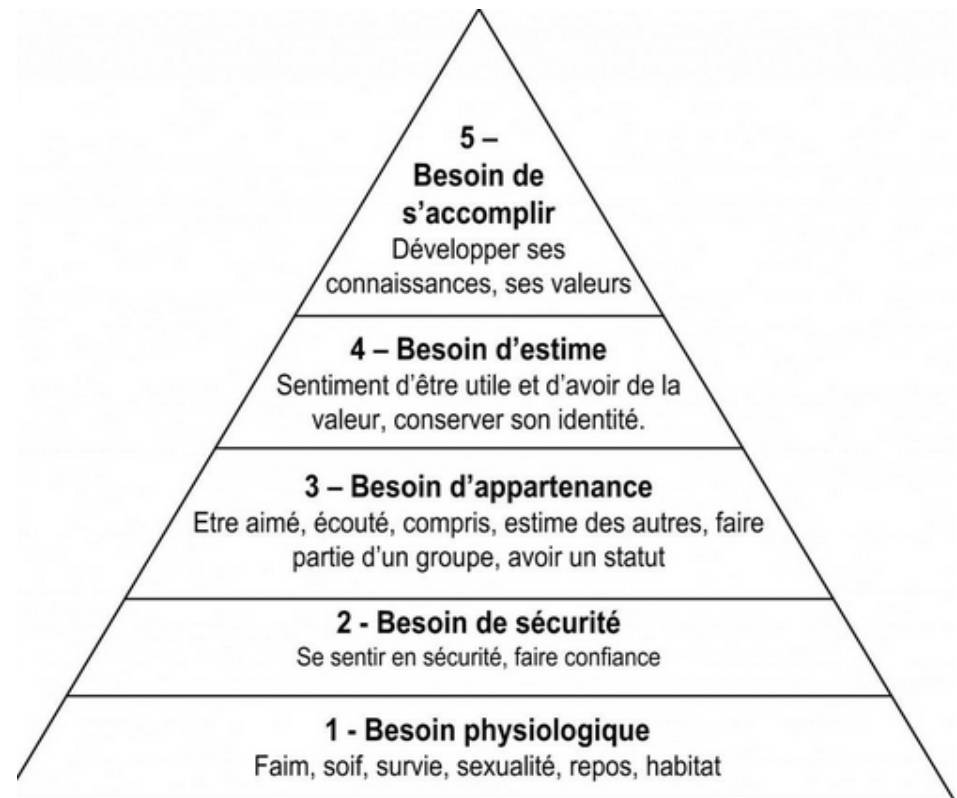 5 –
Besoin de
s’accomplir
Développer ses
connaissances, ses valeurs
4 – Besoin d’estime
Sentiment d’être utile et d’avoir de la
valeur, conserver son identité.
3 – Besoin d’appartenance
Etre aimé, écouté, compris, estime des autres, faire
partie d’un groupe, avoir un statut
2 - Besoin de sécurité
Se sentir en sécurité, faire confiance
1 - Besoin physiologique
Faim, soif, survie, sexualité, repos, habitat